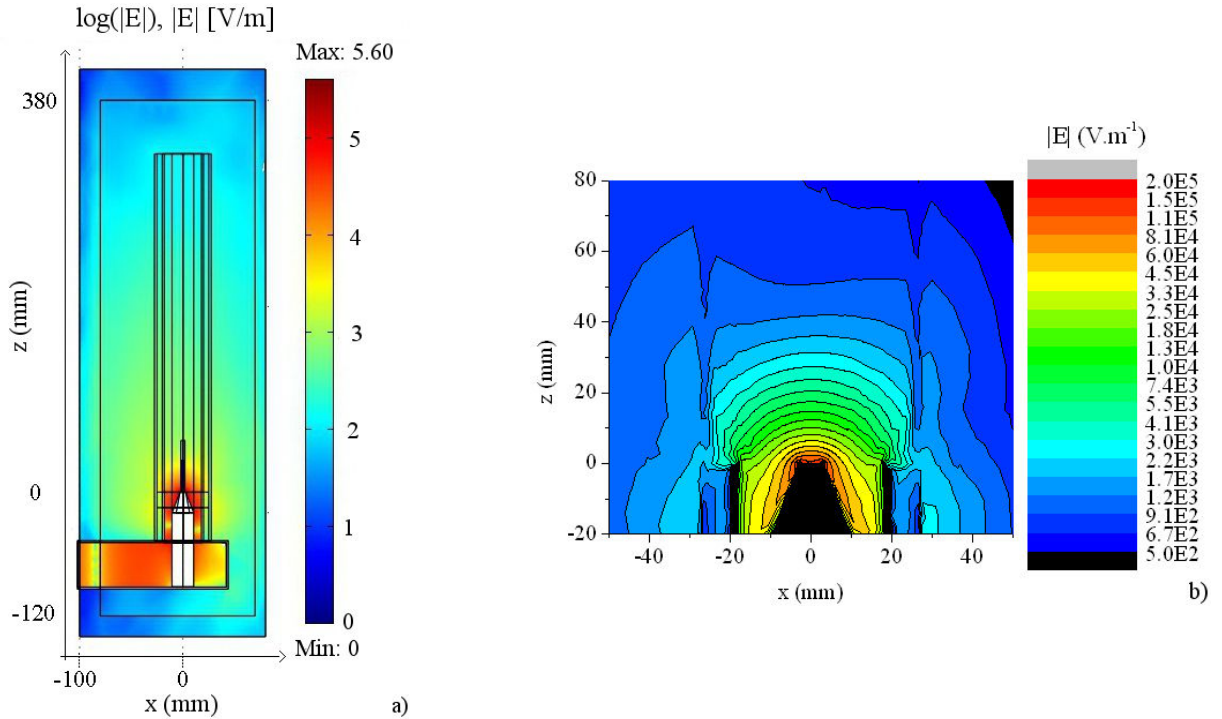 log(|E|), |E| [V/m]
Max: 5.60
380
5
4
3
z (mm)
2
0
1
-120
0
Min: 0
-100
0
x (mm)
a)
|E| (V.m⁻¹)
80
60
40
20
0
-20
z (mm)
-40
-20
0
20
40
x (mm)
2.0E5
1.5E5
1.1E5
8.1E4
6.0E4
4.5E4
3.3E4
2.5E4
1.8E4
1.3E4
1.0E4
7.4E3
5.5E3
4.1E3
3.0E3
2.2E3
1.7E3
1.2E3
9.1E2
6.7E2
5.0E2
b)